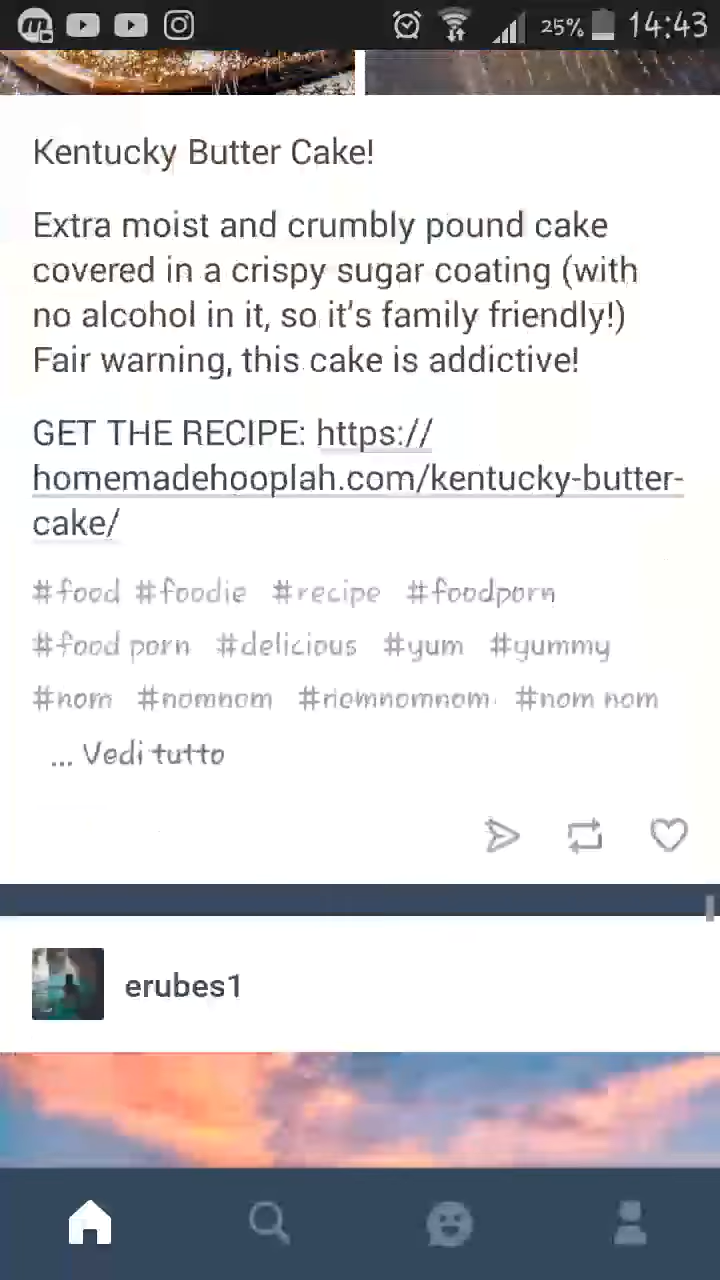 25% 14:43
Kentucky Butter Cake!
Extra moist and crumbly pound cake
covered in a crispy sugar coating (with
no alcohol in it, so it's family friendly!)
Fair warning, this cake is addictive!
GET THE RECIPE: https://
homemadehooplah.com/kentucky-butter-
cake/
#food #foodie #recipe #foodporn
#food porn #delicious #yum #yummy
#nom #nomnom #nomnomnom #nom nom
... Vedi tutto
erubes1